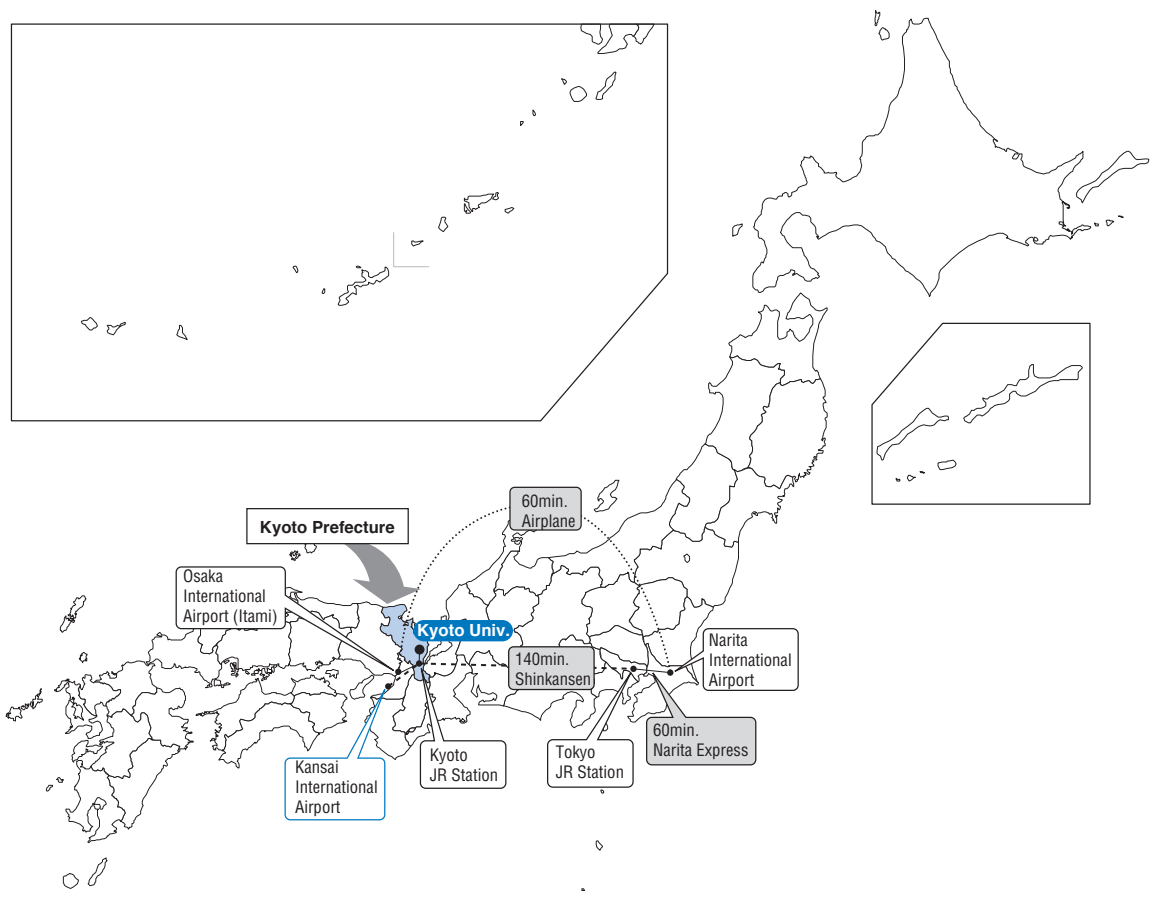 60min.
Airplane
Kyoto Prefecture
Osaka
International
Airport (Itami)
Kyoto Univ.
140min.
Shinkansen
Narita
International
Airport
60min.
Narita Express
Kyoto
JR Station
Tokyo
JR Station
Kansai
International
Airport